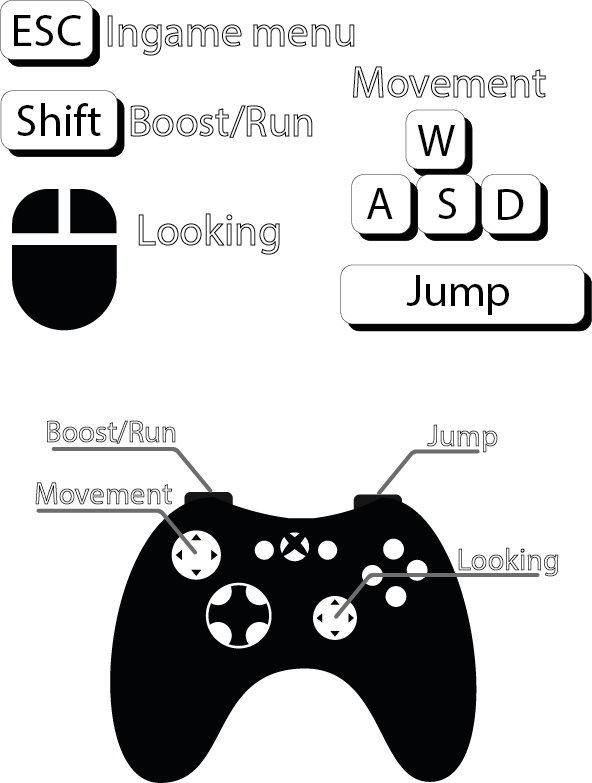 ESC Ingame menu
Shift Boost/Run
Looking
Movement
W
A S D
Jump
Boost/Run
Jump
Movement
Looking